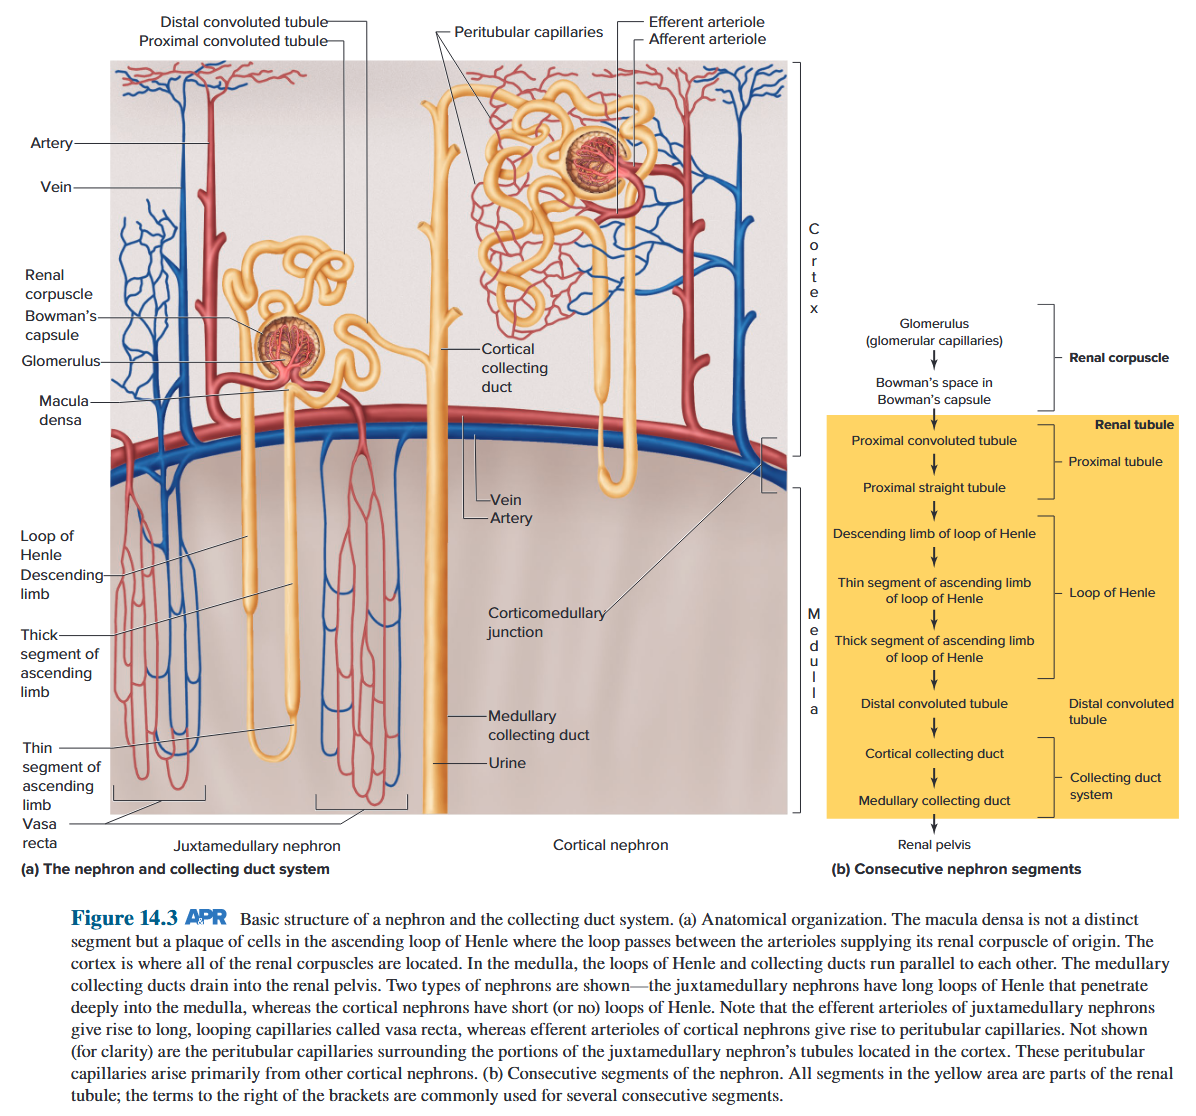 Distal convoluted tubule
Proximal convoluted tubule
Peritubular capillaries
Efferent arteriole
Afferent arteriole
Artery
Vein
Renal
corpuscle
Bowman's
capsule
Glomerulus
Macula
densa
Cortical
collecting
duct
Cortex
Vein
Artery
Loop of
Henle
Descending
limb
Thick
segment of
ascending
limb
Corticomedullary
junction
Medulla
Medullary
collecting duct
Urine
Thin
segment of
ascending
limb
Vasa
recta
Juxtamedullary nephron
Cortical nephron
(a) The nephron and collecting duct system
Glomerulus
(glomerular capillaries)
Renal corpuscle
Bowman's space in
Bowman's capsule
Renal tubule
Proximal convoluted tubule
Proximal tubule
Proximal straight tubule
Descending limb of loop of Henle
Thin segment of ascending limb
of loop of Henle
Loop of Henle
Thick segment of ascending limb
of loop of Henle
Distal convoluted tubule
Distal convoluted
tubule
Cortical collecting duct
Collecting duct
system
Medullary collecting duct
Renal pelvis
(b) Consecutive nephron segments
Figure 14.3 A&PR Basic structure of a nephron and the collecting duct system. (a) Anatomical organization. The macula densa is not a distinct
segment but a plaque of cells in the ascending loop of Henle where the loop passes between the arterioles supplying its renal corpuscle of origin. The
cortex is where all of the renal corpuscles are located. In the medulla, the loops of Henle and collecting ducts run parallel to each other. The medullary
collecting ducts drain into the renal pelvis. Two types of nephrons are shown—the juxtamedullary nephrons have long loops of Henle that penetrate
deeply into the medulla, whereas the cortical nephrons have short (or no) loops of Henle. Note that the efferent arterioles of juxtamedullary nephrons
give rise to long, looping capillaries called vasa recta, whereas efferent arterioles of cortical nephrons give rise to peritubular capillaries. Not shown
(for clarity) are the peritubular capillaries surrounding the portions of the juxtamedullary nephron's tubules located in the cortex. These peritubular
capillaries arise primarily from other cortical nephrons. (b) Consecutive segments of the nephron. All segments in the yellow area are parts of the renal
tubule; the terms to the right of the brackets are commonly used for several consecutive segments.